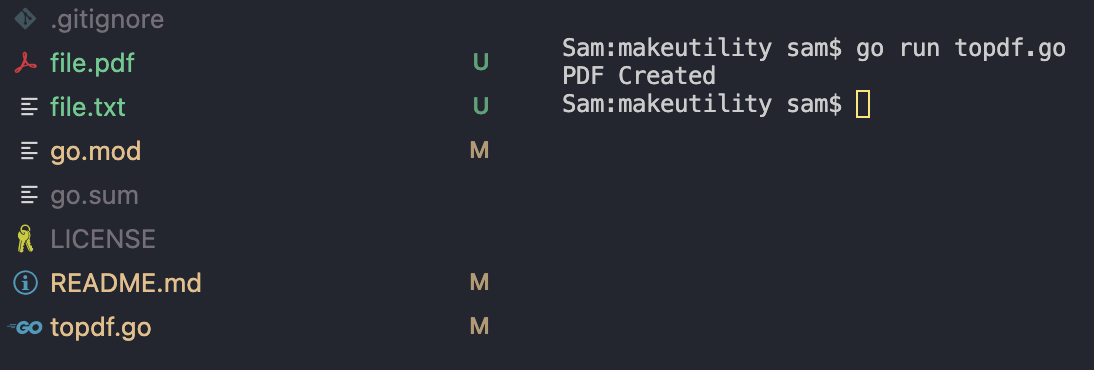 .gitignore
file.pdf U
file.txt U
go.mod M
go.sum
LICENSE
README.md M
GO topdf.go M
Sam:makeutility sam$ go run topdf.go
PDF Created
Sam:makeutility sam$